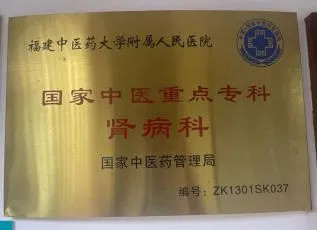 福建中医药大学附属人民医院
国家中医重点专科
肾病科
国家中医药管理局
编号：ZK1301SK037